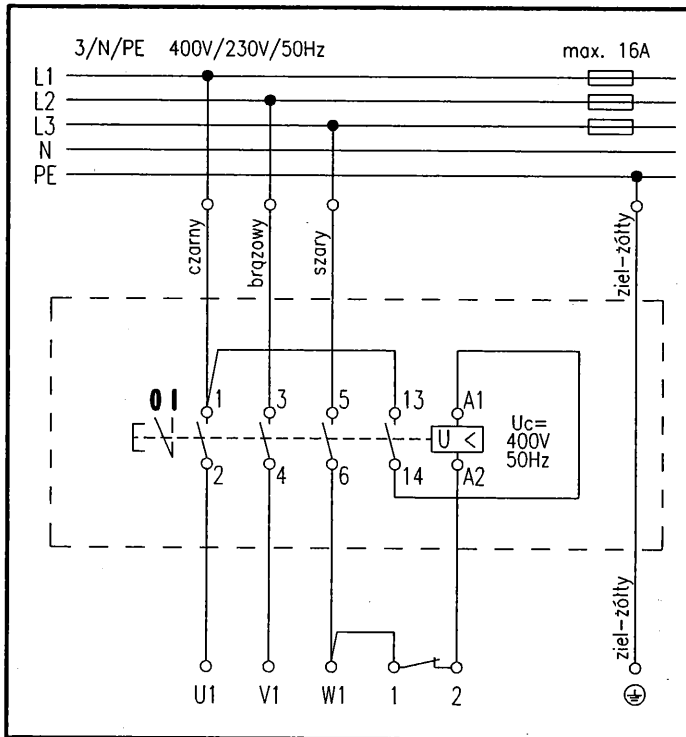 3/N/PE 400V/230V/50Hz max. 16A
L1
L2
L3
N
PE
czarny
brązowy
szary
ziel-żółty
0 I 1 3 5 13 A1
U < Uc=
400V
50Hz
2 4 6 14 A2
ziel-żółty
U1 V1 W1 1 2